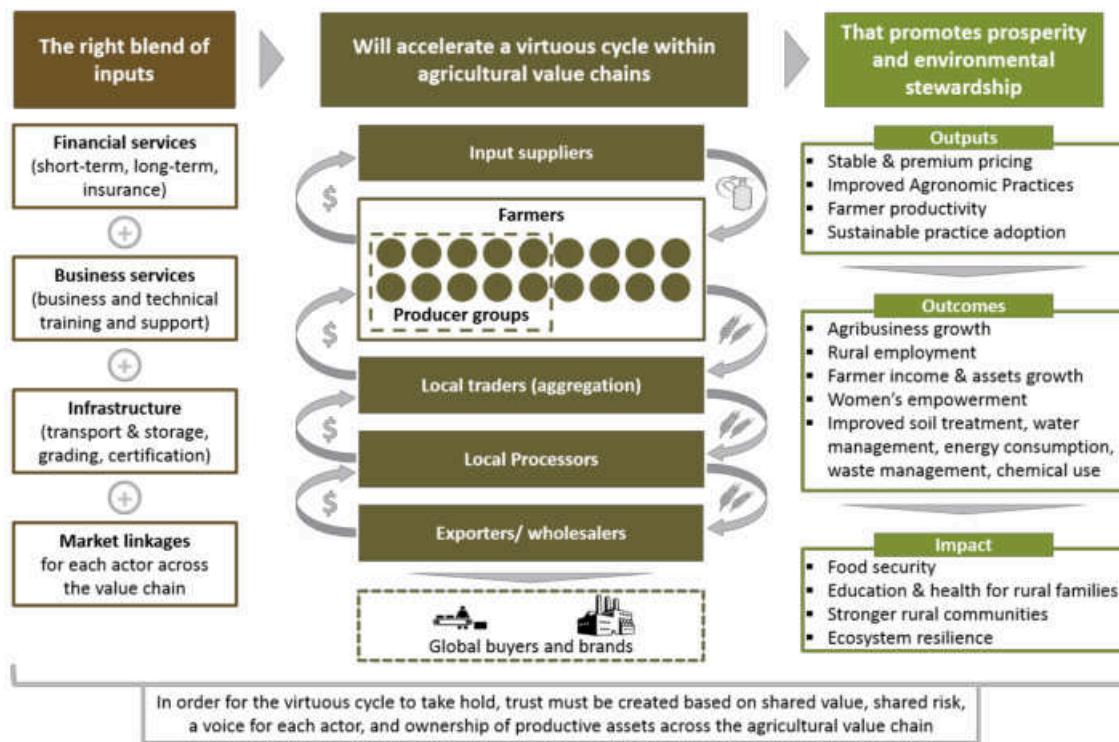 The right blend of
inputs
Will accelerate a virtuous cycle within
agricultural value chains
That promotes prosperity
and environmental
stewardship
Financial services
(short-term, long-term,
insurance)
+
Business services
(business and technical
training and support)
+
Infrastructure
(transport & storage,
grading, certification)
+
Market linkages
for each actor across
the value chain
Input suppliers
$
Farmers
Producer groups
$
Local traders (aggregation)
$
Local Processors
$
Exporters/ wholesalers
Global buyers and brands
Outputs
▪ Stable & premium pricing
▪ Improved Agronomic Practices
▪ Farmer productivity
▪ Sustainable practice adoption
Outcomes
▪ Agribusiness growth
▪ Rural employment
▪ Farmer income & assets growth
▪ Women's empowerment
▪ Improved soil treatment, water
management, energy consumption,
waste management, chemical use
Impact
▪ Food security
▪ Education & health for rural families
▪ Stronger rural communities
▪ Ecosystem resilience
In order for the virtuous cycle to take hold, trust must be created based on shared value, shared risk,
a voice for each actor, and ownership of productive assets across the agricultural value chain